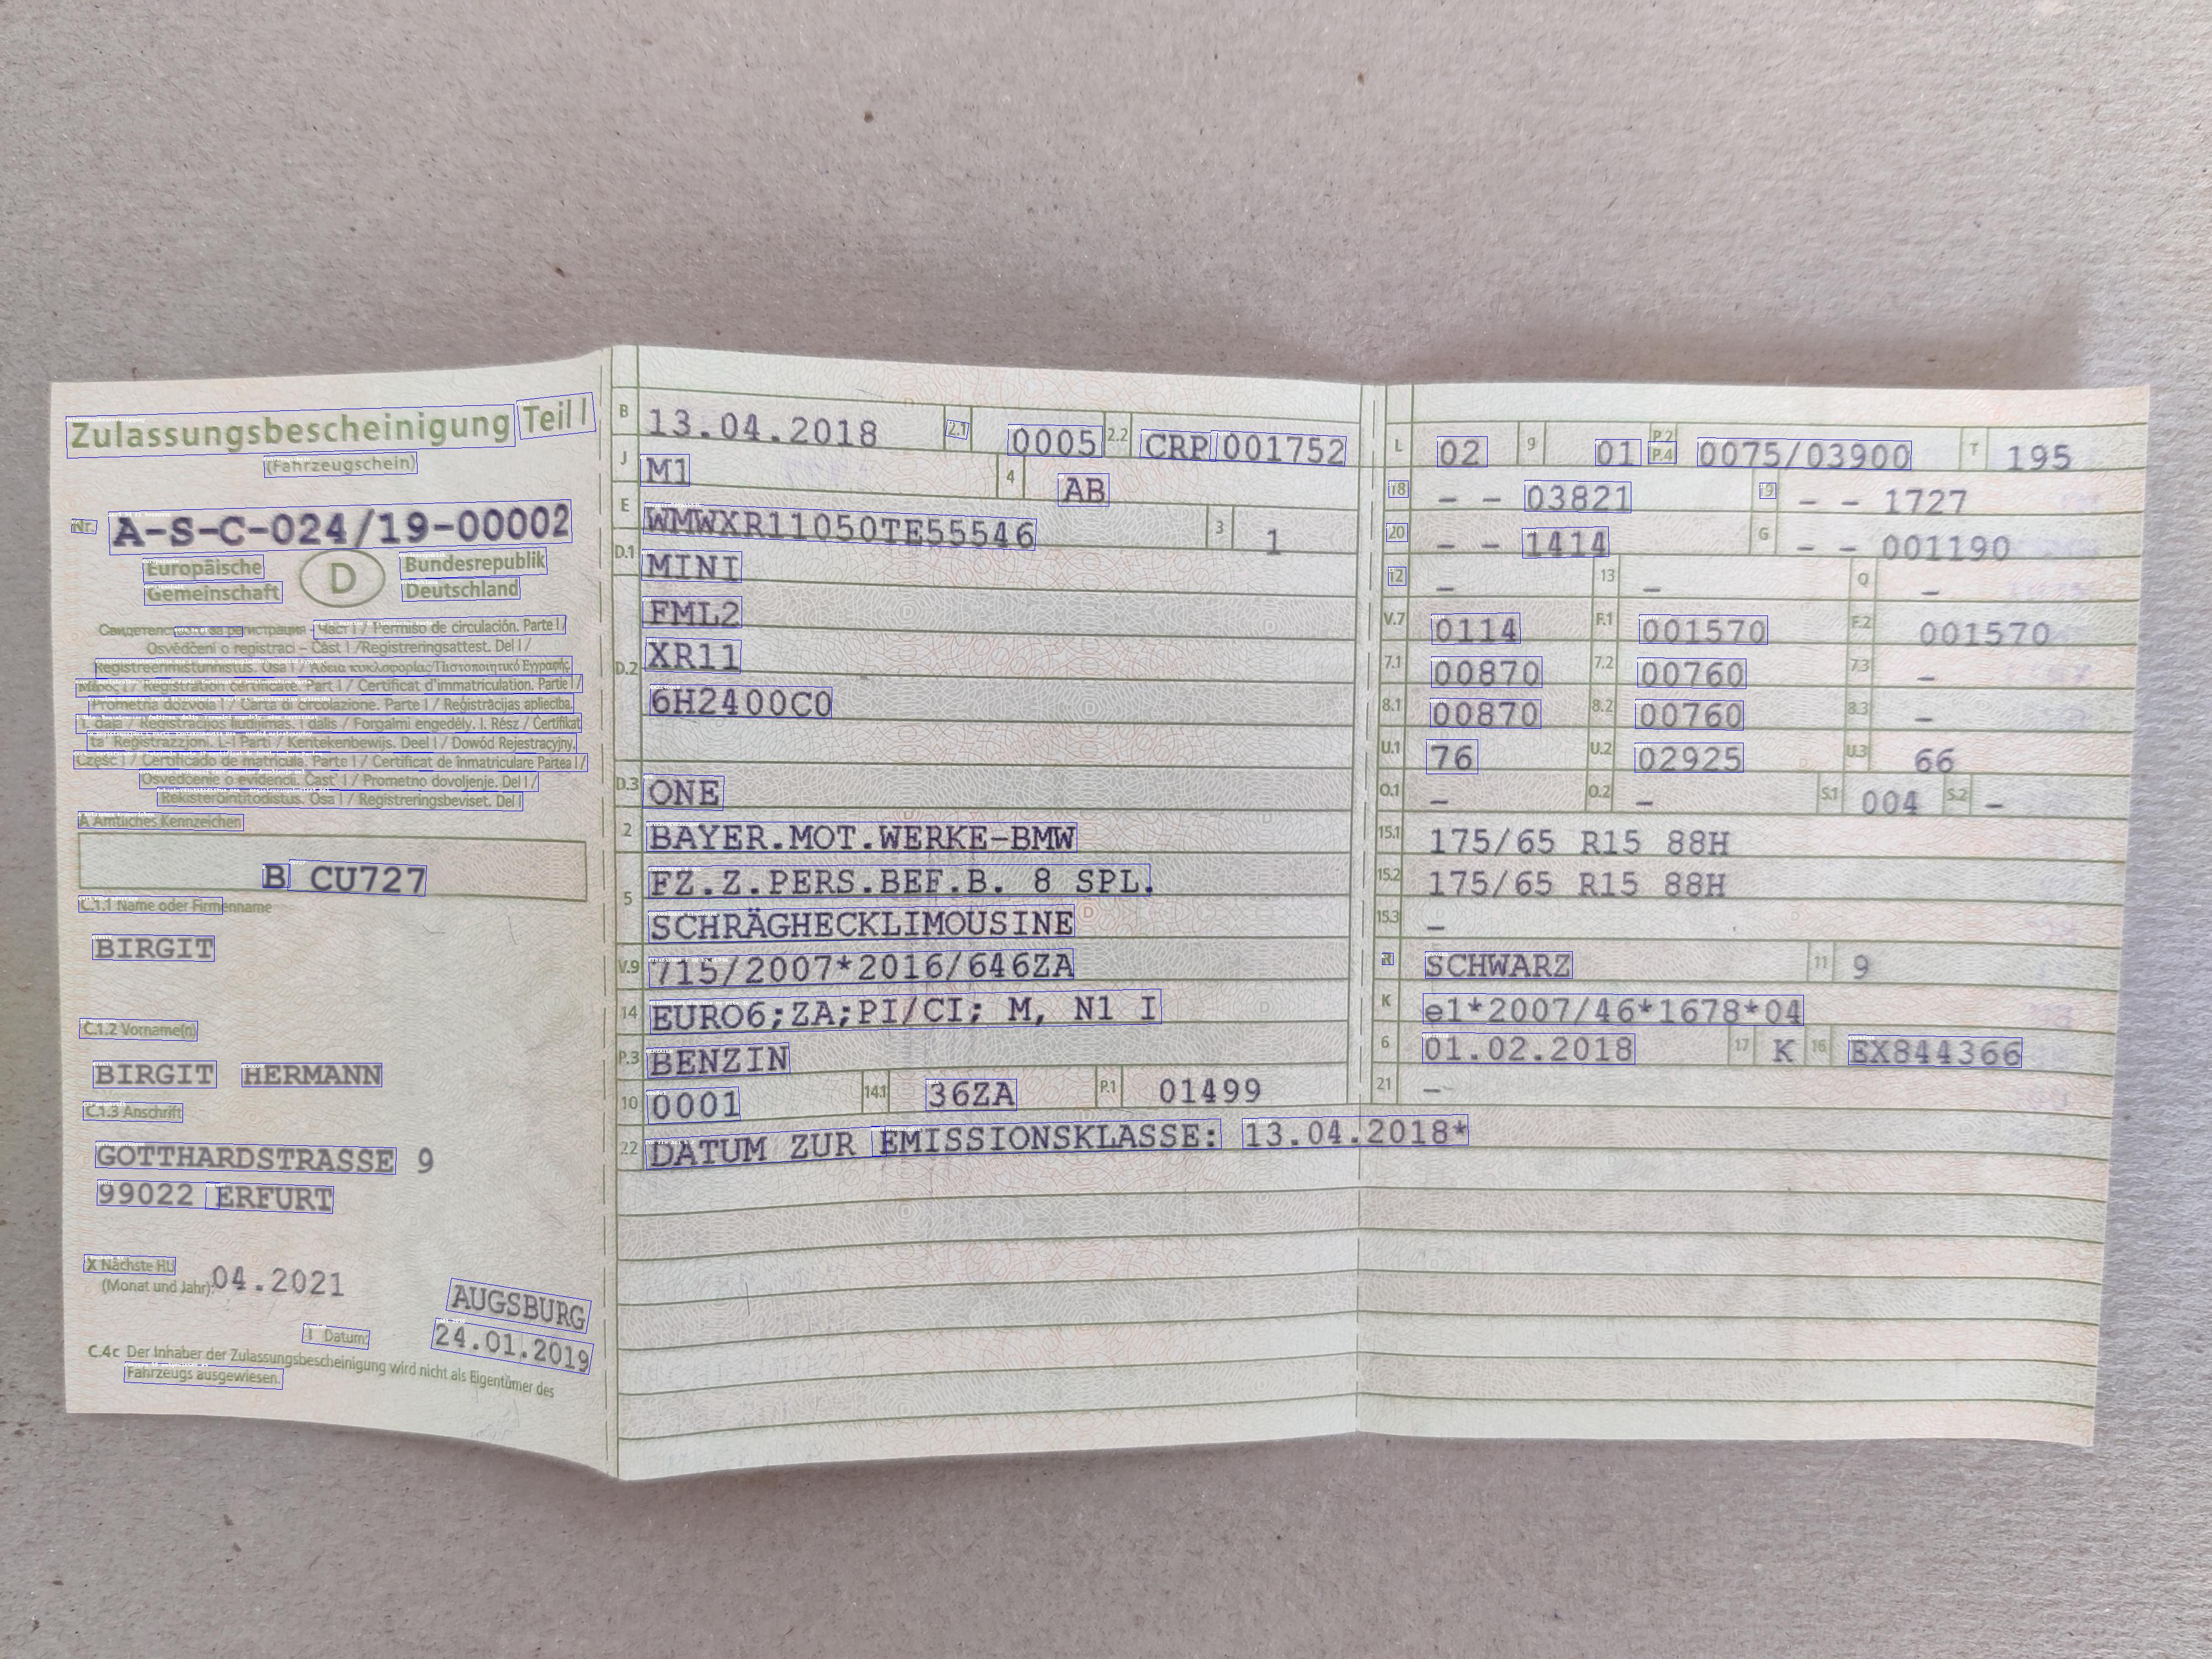 Zulassungsbescheinigung Teil I
(Fahrzeugschein)
Nr. A-S-C-024/19-00002
Europäische Gemeinschaft
D
Bundesrepublik Deutschland
Свидетелство за регистрация - Част I / Permiso de circulación. Parte I /
Osvědčení o registraci – Část I / Registreringsattest. Del I /
Registreerimistunnistus. Osa I / Άδεια κυκλοφορίας/Πιστοποιητικό Εγγραφής.
Μέρος I / Registration certificate. Part I / Certificat d'immatriculation. Partie I /
Prometna dozvola I / Carta di circolazione. Parte I / Reģistrācijas apliecība.
I. daļa / Registracijos liudijimas. I dalis / Forgalmi engedély. I. Rész / Ċertifikat
ta' Reġistrazzjoni. L-I Parti / Kentekenbewijs. Deel I / Dowód Rejestracyjny.
Część I / Certificado de matrícula. Parte I / Certificat de înmatriculare Partea I /
Osvedčenie o evidencii. Časť I / Prometno dovoljenje. Del I /
Rekisteröintitodistus. Osa I / Registreringsbeviset. Del I
A Amtliches Kennzeichen
B CU727
C.1.1 Name oder Firmenname
BIRGIT
C.1.2 Vorname(n)
BIRGIT HERMANN
C.1.3 Anschrift
GOTTHARDSTRASSE 9
99022 ERFURT
X Nächste HU
(Monat und Jahr): 04.2021
AUGSBURG
I Datum: 24.01.2019
C.4c Der Inhaber der Zulassungsbescheinigung wird nicht als Eigentümer des
Fahrzeugs ausgewiesen.
B 13.04.2018 2.1 0005 2.2 CRP001752
J M1 4 AB
E WMWXR11050TE55546 3 1
D.1 MINI
FML2
D.2 XR11
6H2400C0
D.3 ONE
2 BAYER.MOT.WERKE-BMW
5 FZ.Z.PERS.BEF.B. 8 SPL.
SCHRÄGHECKLIMOUSINE
V.9 715/2007*2016/646ZA
14 EURO6;ZA;PI/CI; M, N1 I
P.3 BENZIN
10 0001 14.1 36ZA P.1 01499
22 DATUM ZUR EMISSIONSKLASSE: 13.04.2018*
L 02 9 01 P.2 P.4 0075/03900 T 195
18 – – 03821 19 – – 1727
20 – – 1414 G – – 001190
12 – 13 – Q –
V.7 0114 F.1 001570 F.2 001570
7.1 00870 7.2 00760 7.3 –
8.1 00870 8.2 00760 8.3 –
U.1 76 U.2 02925 U.3 66
O.1 – O.2 – S.1 004 S.2 –
15.1 175/65 R15 88H
15.2 175/65 R15 88H
15.3 –
R SCHWARZ 11 9
K e1*2007/46*1678*04
6 01.02.2018 17 K 16 EX844366
21 –